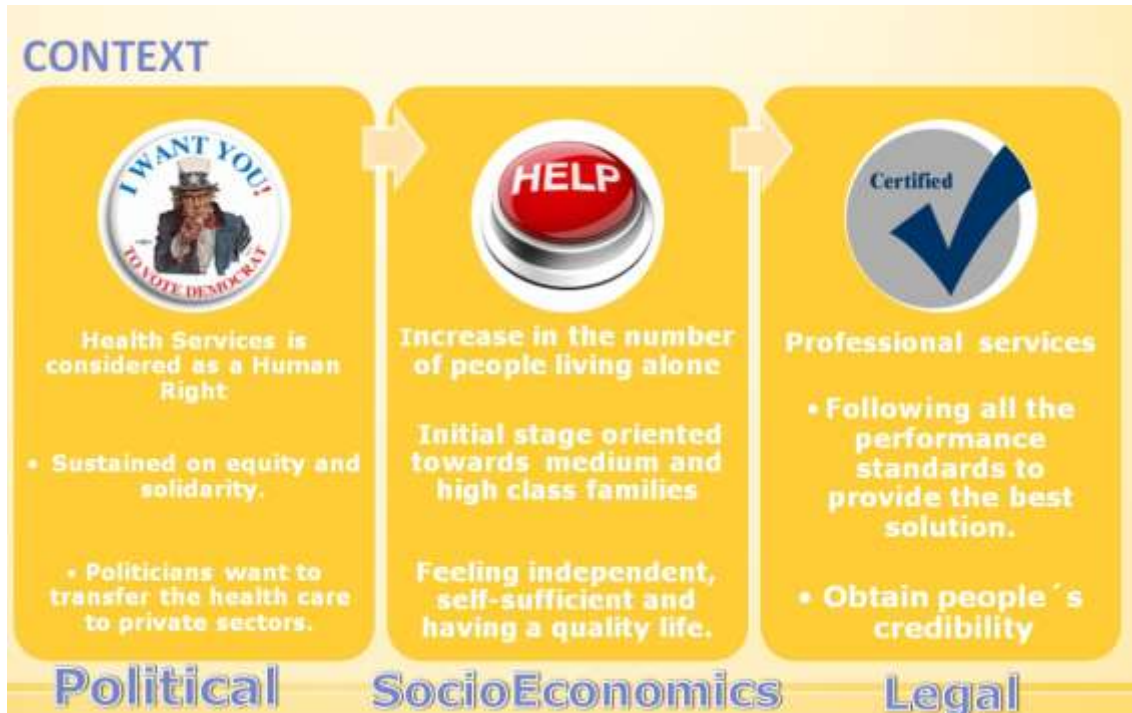 CONTEXT
I WANT YOU!
TO VOTE DEMOCRAT
Health Services is
considered as a Human
Right
• Sustained on equity and
solidarity.
• Politicians want to
transfer the health care
to private sectors.
Political
HELP
Increase in the number
of people living alone
Initial stage oriented
towards medium and
high class families
Feeling independent,
self-sufficient and
having a quality life.
SocioEconomics
Certified
Professional services
• Following all the
performance
standards to
provide the best
solution.
• Obtain people´s
credibility
Legal